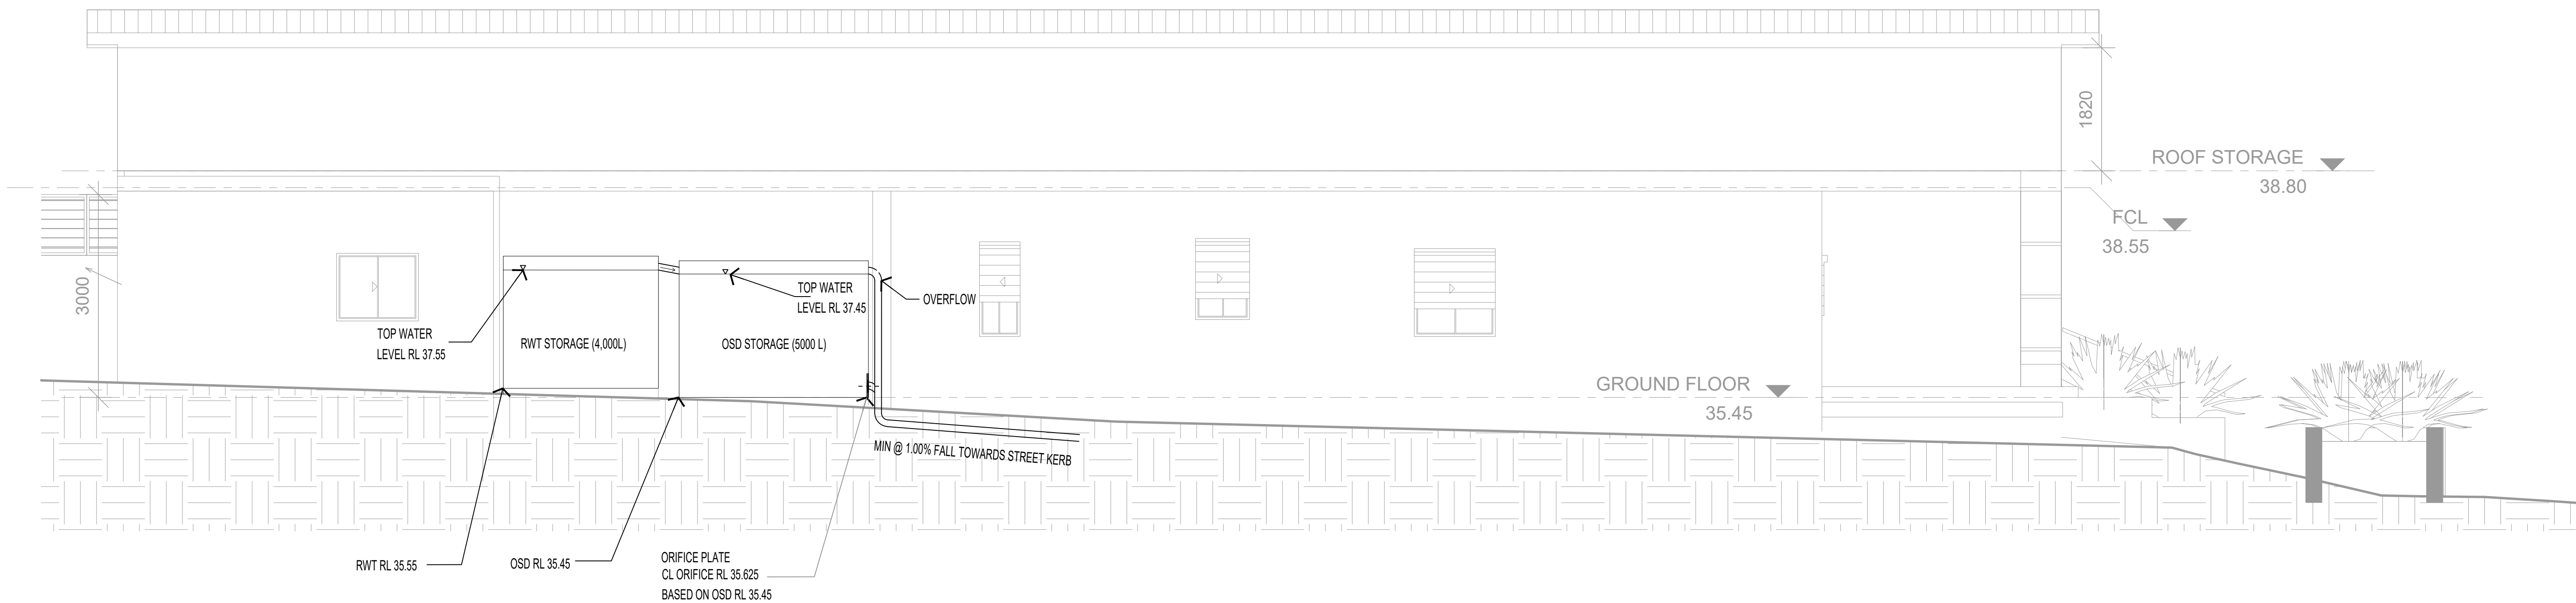 1820
ROOF STORAGE
38.80
FCL
38.55
3000
TOP WATER
LEVEL RL 37.45
OVERFLOW
TOP WATER
LEVEL RL 37.55
RWT STORAGE (4,000L)
OSD STORAGE (5000 L)
GROUND FLOOR
35.45
MIN @ 1.00% FALL TOWARDS STREET KERB
RWT RL 35.55
OSD RL 35.45
ORIFICE PLATE
CL ORIFICE RL 35.625
BASED ON OSD RL 35.45